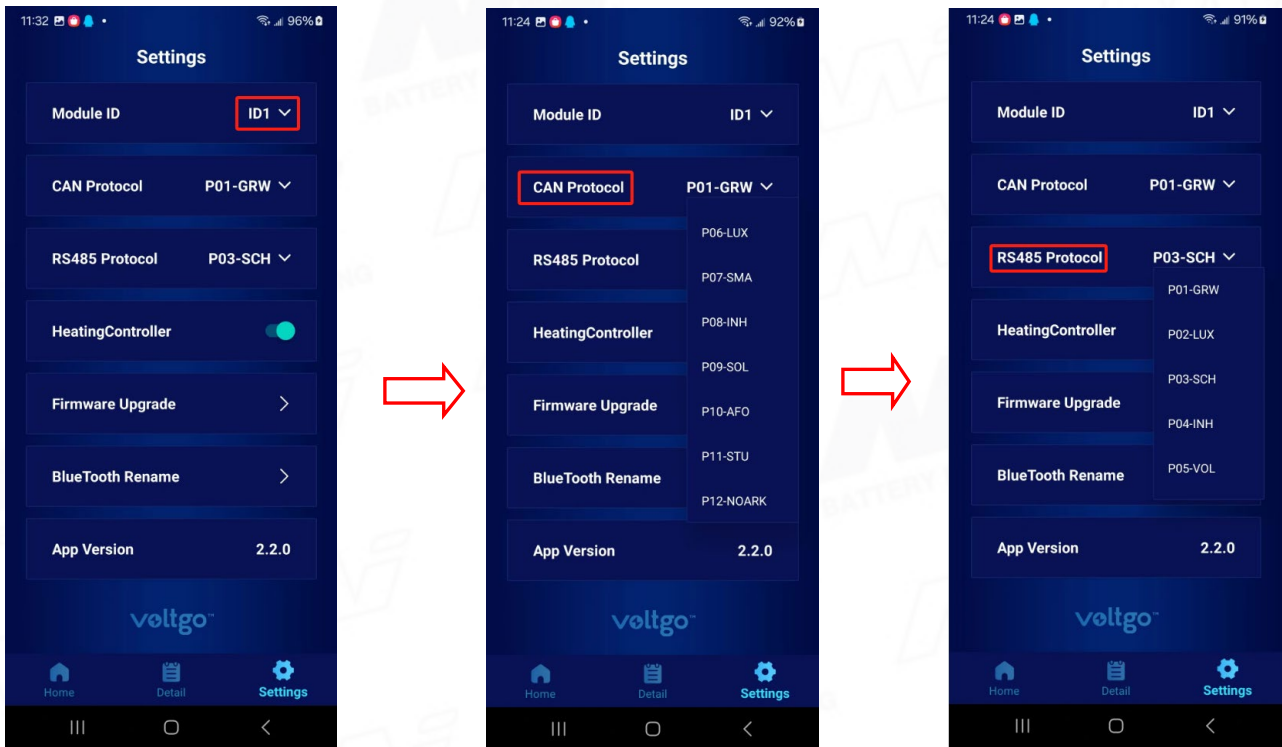 11:32 96%
Settings
Module ID ID1
CAN Protocol P01-GRW
RS485 Protocol P03-SCH
HeatingController
Firmware Upgrade
BlueTooth Rename
App Version 2.2.0
voltgo™
Home Detail Settings
11:24 92%
Settings
Module ID ID1
CAN Protocol P01-GRW
P06-LUX
RS485 Protocol
P07-SMA
P08-INH
HeatingController
P09-SOL
Firmware Upgrade
P10-AFO
P11-STU
BlueTooth Rename
P12-NOARK
App Version 2.2.0
voltgo™
Home Detail Settings
11:24 91%
Settings
Module ID ID1
CAN Protocol P01-GRW
RS485 Protocol P03-SCH
P01-GRW
HeatingController
P02-LUX
P03-SCH
Firmware Upgrade
P04-INH
BlueTooth Rename
P05-VOL
App Version 2.2.0
voltgo™
Home Detail Settings